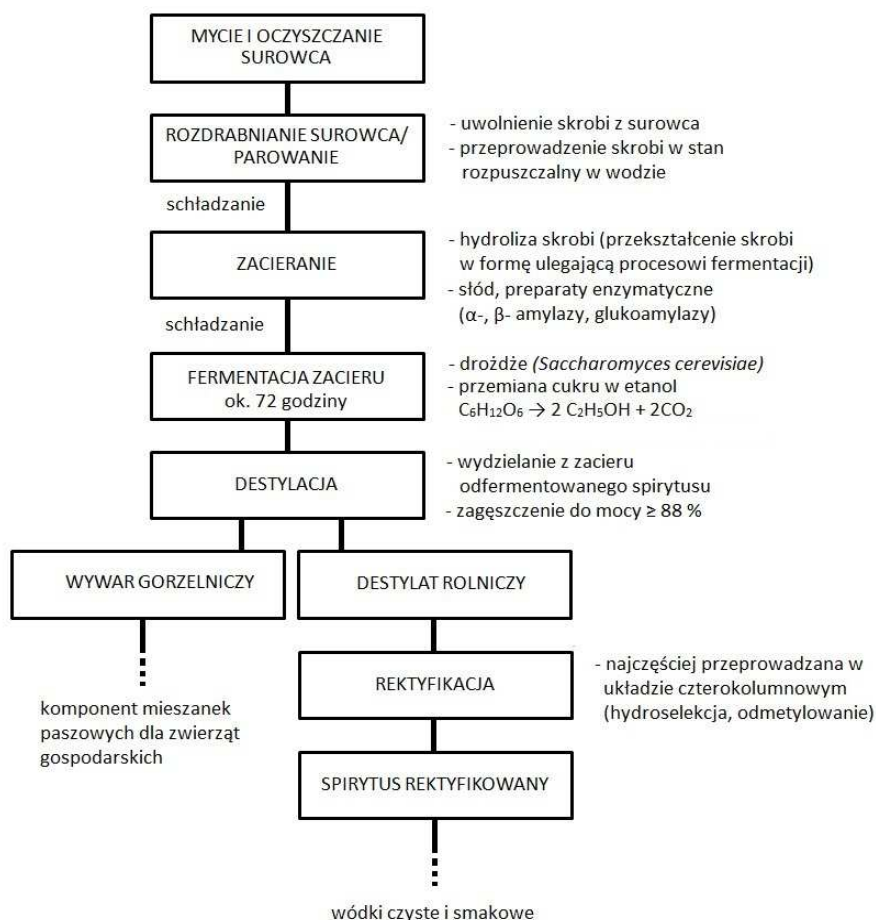 MYCIE I OCZYSZCZANIE
SUROWCA
ROZDRABNIANIE SUROWCA/
PAROWANIE
- uwolnienie skrobi z surowca
- przeprowadzenie skrobi w stan
rozpuszczalny w wodzie
schładzanie
ZACIERANIE
- hydroliza skrobi (przekształcenie skrobi
w formę ulegającą procesowi fermentacji)
- słód, preparaty enzymatyczne
(α-, β- amylazy, glukoamylazy)
schładzanie
FERMENTACJA ZACIERU
ok. 72 godziny
- drożdże (Saccharomyces cerevisiae)
- przemiana cukru w etanol
C₆H₁₂O₆ → 2 C₂H₅OH + 2CO₂
DESTYLACJA
- wydzielanie z zacieru
odfermentowanego spirytusu
- zagęszczenie do mocy ≥ 88 %
WYWAR GORZELNICZY
DESTYLAT ROLNICZY
komponent mieszanek
paszowych dla zwierząt
gospodarskich
REKTYFIKACJA
- najczęściej przeprowadzana w
układzie czterokolumnowym
(hydroselekcja, odmetylowanie)
SPIRYTUS REKTYFIKOWANY
wódki czyste i smakowe